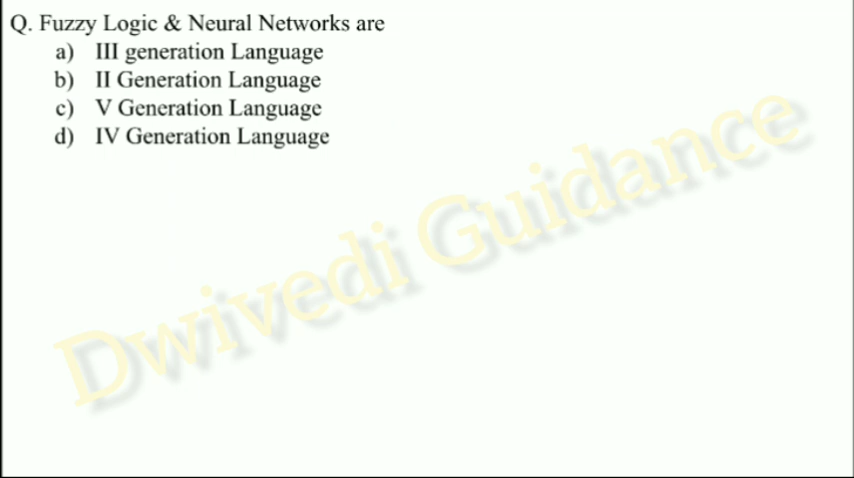 Q. Fuzzy Logic & Neural Networks are
a) III generation Language
b) II Generation Language
c) V Generation Language
d) IV Generation Language
Dwivedi Guidance